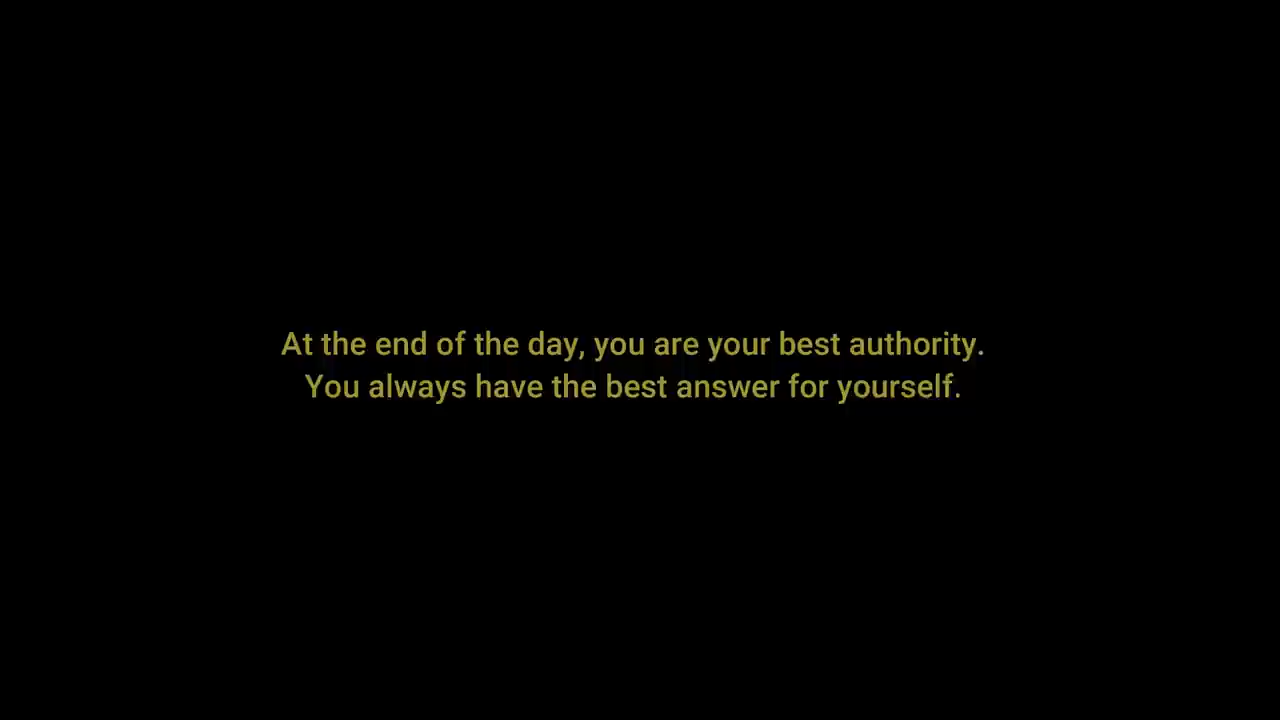 At the end of the day, you are your best authority.
You always have the best answer for yourself.